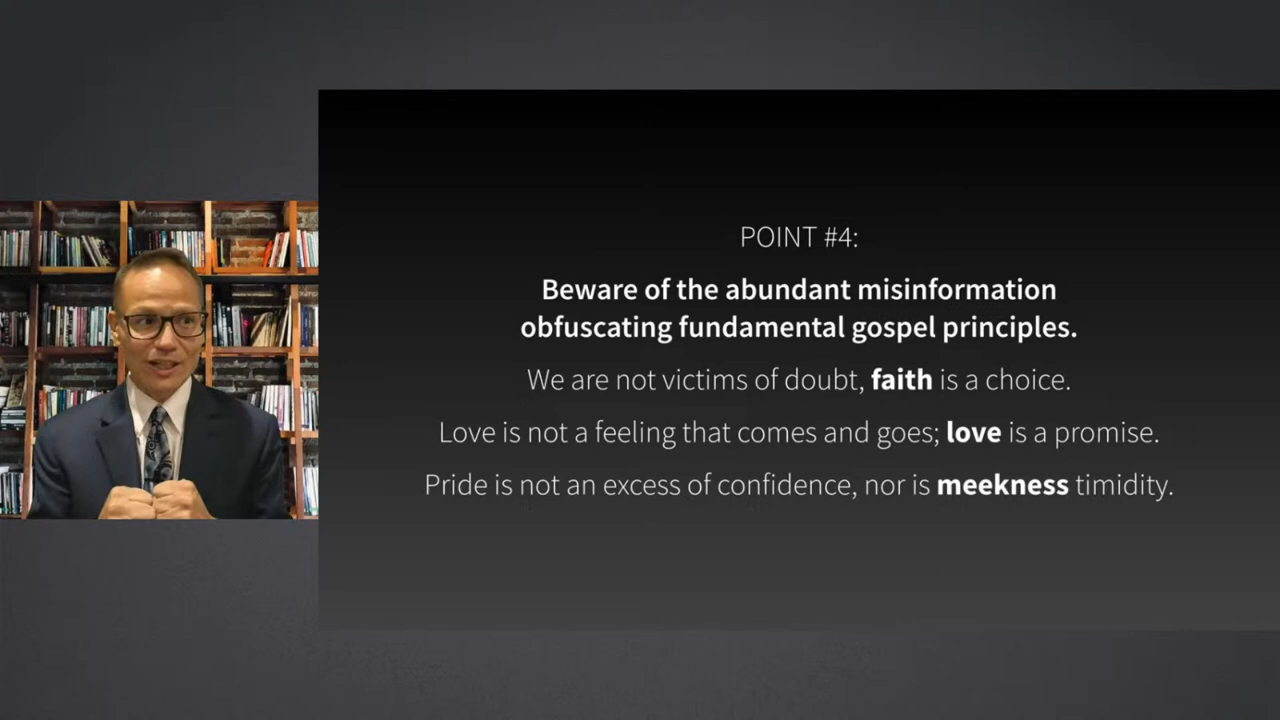 POINT #4:
Beware of the abundant misinformation
obfuscating fundamental gospel principles.
We are not victims of doubt, faith is a choice.
Love is not a feeling that comes and goes; love is a promise.
Pride is not an excess of confidence, nor is meekness timidity.